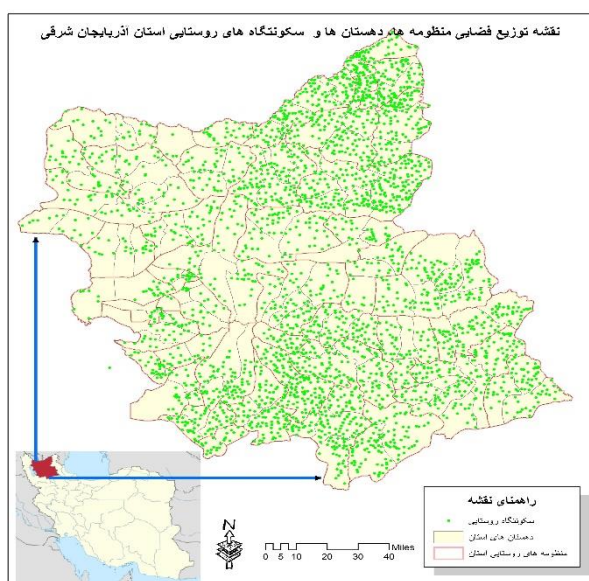 نقشه توزیع فضایی منظومه ها، دهستان ها و سکونتگاه های روستایی استان آذربایجان شرقی
راهنمای نقشه
سکونتگاه روستایی
دهستان های استان
منظومه های روستایی استان
N
Miles
0 5 10 20 30 40